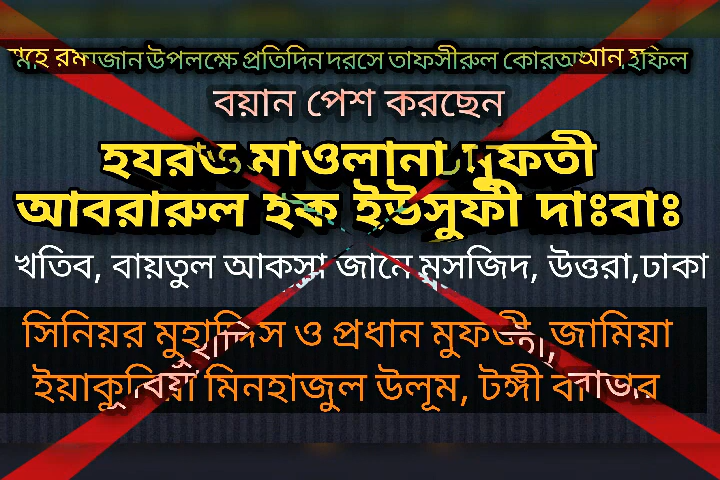 মাহে রমজান উপলক্ষে প্রতিদিন দরসে তাফসীরুল কোরআন মাহফিল
বয়ান পেশ করছেন
হযরত মাওলানা মুফতী
আবরারুল হক ইউসুফী দাঃবাঃ
খতিব, বায়তুল আকসা জামে মসজিদ, উত্তরা,ঢাকা
সিনিয়র মুহাদ্দিস ও প্রধান মুফতী, জামিয়া
ইয়াকুবিয়া মিনহাজুল উলূম, টঙ্গী বাজার